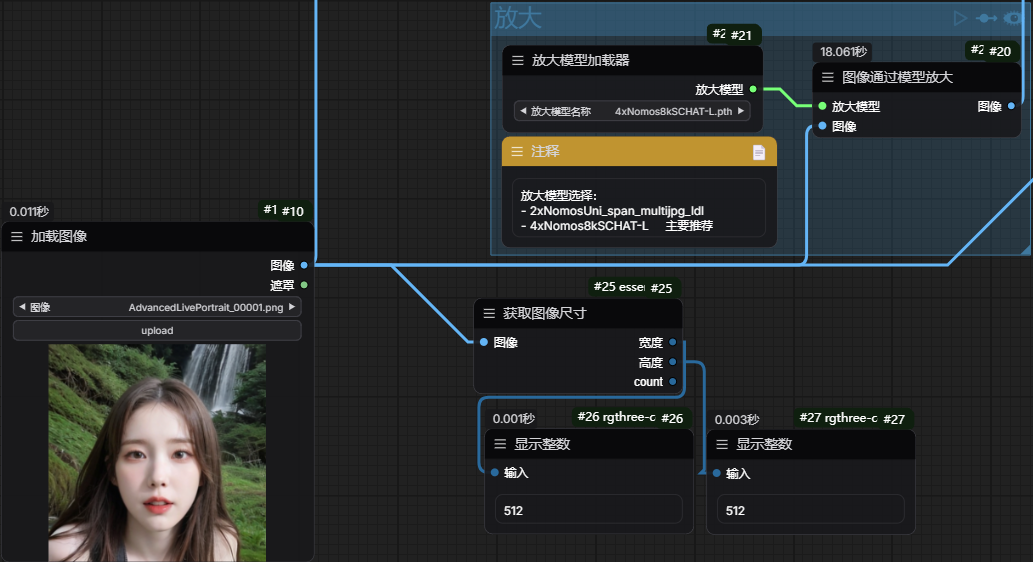 放大
#2 #21
放大模型加载器
放大模型
放大模型名称 4xNomos8kSCHAT-L.pth
注释
放大模型选择：
- 2xNomosUni_span_multijpg_ldl
- 4xNomos8kSCHAT-L 主要推荐
18.061秒
#2 #20
图像通过模型放大
放大模型 图像
图像
0.011秒
#1 #10
加载图像
图像
遮罩
图像 AdvancedLivePortrait_00001.png
upload
#25 esse #25
获取图像尺寸
图像 宽度
高度
count
0.001秒
#26 rgthree-c #26
显示整数
输入
512
0.003秒
#27 rgthree-c #27
显示整数
输入
512